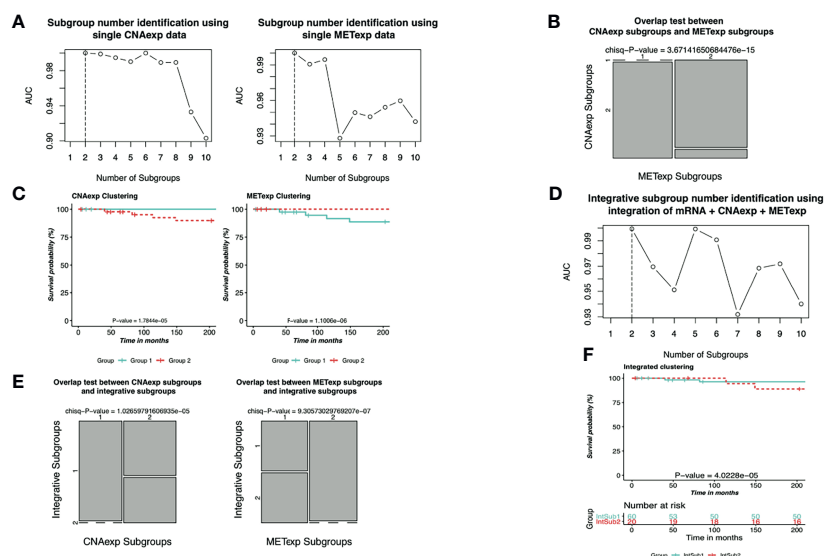 A
Subgroup number identification using
single CNAexp data
AUC
0.98
0.94
0.90
1 2 3 4 5 6 7 8 9 10
Number of Subgroups
Subgroup number identification using
single METexp data
AUC
0.99
0.96
0.93
1 2 3 4 5 6 7 8 9 10
Number of Subgroups
B
Overlap test between
CNAexp subgroups and METexp subgroups
chisq-P-value = 3.67141650684476e-15
1 2
CNAexp Subgroups
1
2
METexp Subgroups
C
CNAexp Clustering
Survival probability (%)
100
75
50
25
0
P-value = 1.7844e-05
0 50 100 150 200
Time in months
Group Group 1 Group 2
METexp Clustering
Survival probability (%)
100
75
50
25
0
P-value = 1.1006e-06
0 50 100 150 200
Time in months
Group Group 1 Group 2
D
Integrative subgroup number identification using
integration of mRNA + CNAexp + METexp
AUC
0.99
0.97
0.95
0.93
1 2 3 4 5 6 7 8 9 10
Number of Subgroups
E
Overlap test between CNAexp subgroups
and integrative subgroups
chisq-P-value = 1.02659791606935e-05
1 2
Integrative Subgroups
1
2
CNAexp Subgroups
Overlap test between METexp subgroups
and integrative subgroups
chisq-P-value = 9.30573029769207e-07
1 2
Integrative Subgroups
1
2
METexp Subgroups
F
Integrated clustering
Survival probability (%)
100
75
50
25
0
P-value = 4.0228e-05
0 50 100 150 200
Time in months
Number at risk
Group
IntSub1 60 53 50 50 50
IntSub2 20 19 18 16 16
0 50 100 150 200
Time in months
Group IntSub1 IntSub2